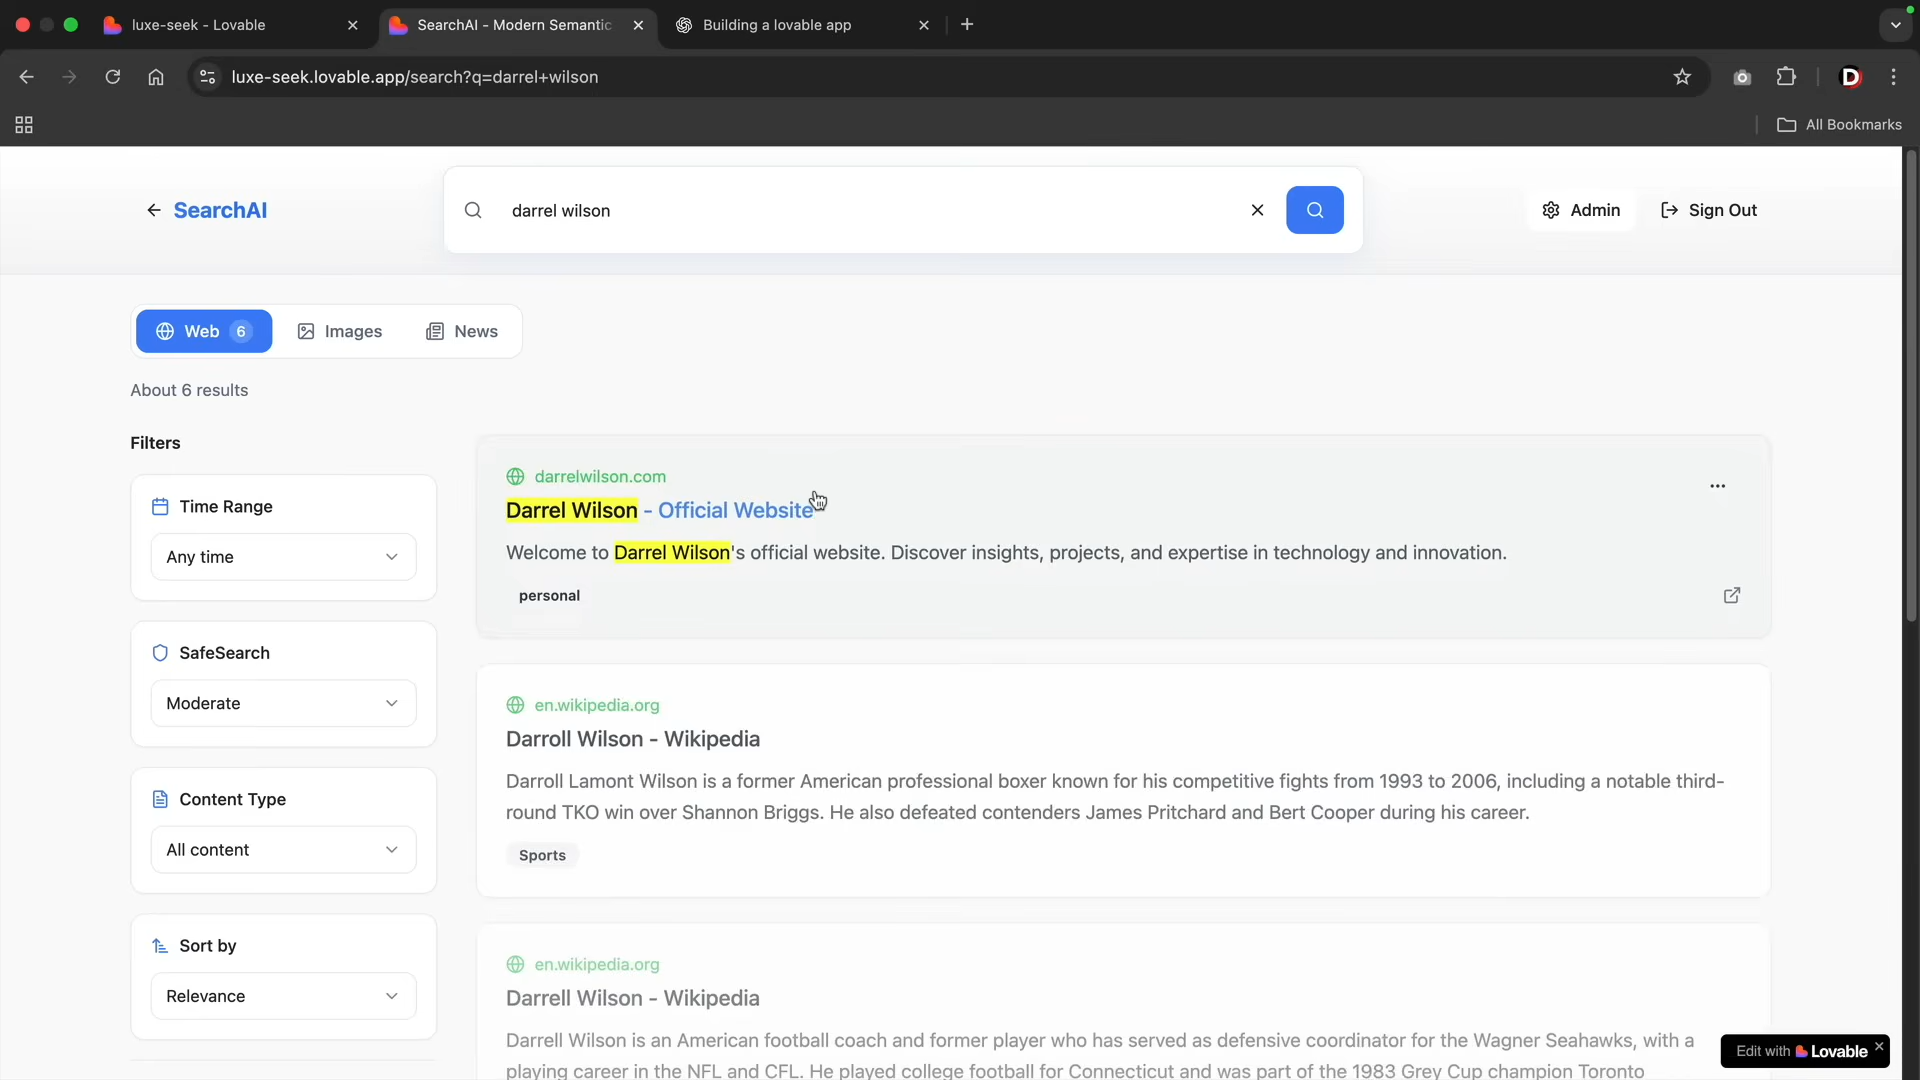 luxe-seek - Lovable
SearchAI - Modern Semantic
Building a lovable app
luxe-seek.lovable.app/search?q=darrel+wilson
D
All Bookmarks
SearchAI
darrel wilson
Admin
Sign Out
Web 6
Images
News
About 6 results
Filters
Time Range
Any time
SafeSearch
Moderate
Content Type
All content
Sort by
Relevance
darrelwilson.com
Darrel Wilson - Official Website
Welcome to Darrel Wilson's official website. Discover insights, projects, and expertise in technology and innovation.
personal
en.wikipedia.org
Darroll Wilson - Wikipedia
Darroll Lamont Wilson is a former American professional boxer known for his competitive fights from 1993 to 2006, including a notable third-
round TKO win over Shannon Briggs. He also defeated contenders James Pritchard and Bert Cooper during his career.
Sports
en.wikipedia.org
Darrell Wilson - Wikipedia
Darrell Wilson is an American football coach and former player who has served as defensive coordinator for the Wagner Seahawks, with a
playing career in the NFL and CFL. He played college football for Connecticut and was part of the 1983 Grey Cup champion Toronto
Edit with Lovable